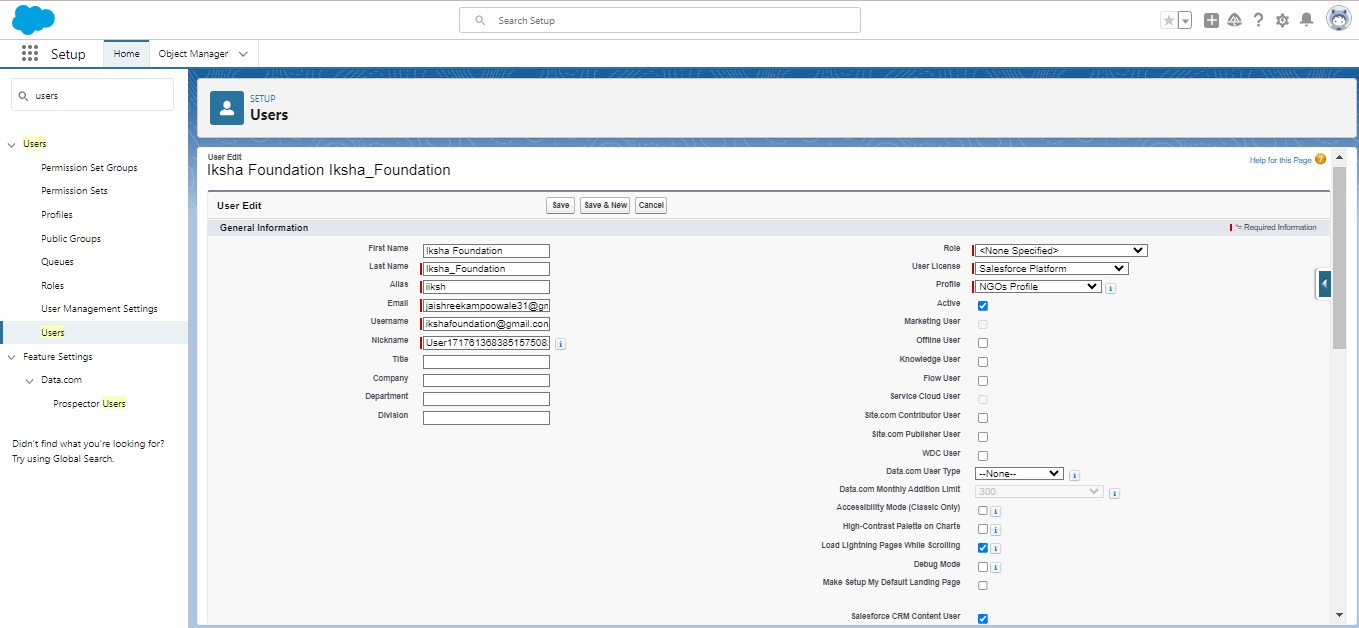 Search Setup
Setup
Home
Object Manager
users
Users
Permission Set Groups
Permission Sets
Profiles
Public Groups
Queues
Roles
User Management Settings
Users
Feature Settings
Data.com
Prospector Users
Didn't find what you're looking for?
Try using Global Search.
SETUP
Users
User Edit
Iksha Foundation Iksha_Foundation
Help for this Page
User Edit
Save
Save & New
Cancel
General Information
= Required Information
First Name Iksha Foundation
Last Name Iksha_Foundation
Alias iiksh
Email jaishreekampoowale31@gr
Username ikshafoundation@gmail.con
Nickname User171761368385157508
Title
Company
Department
Division
Role <None Specified>
User License Salesforce Platform
Profile NGOs Profile
Active
Marketing User
Offline User
Knowledge User
Flow User
Service Cloud User
Site.com Contributor User
Site.com Publisher User
WDC User
Data.com User Type --None--
Data.com Monthly Addition Limit 300
Accessibility Mode (Classic Only)
High-Contrast Palette on Charts
Load Lightning Pages While Scrolling
Debug Mode
Make Setup My Default Landing Page
Salesforce CRM Content User